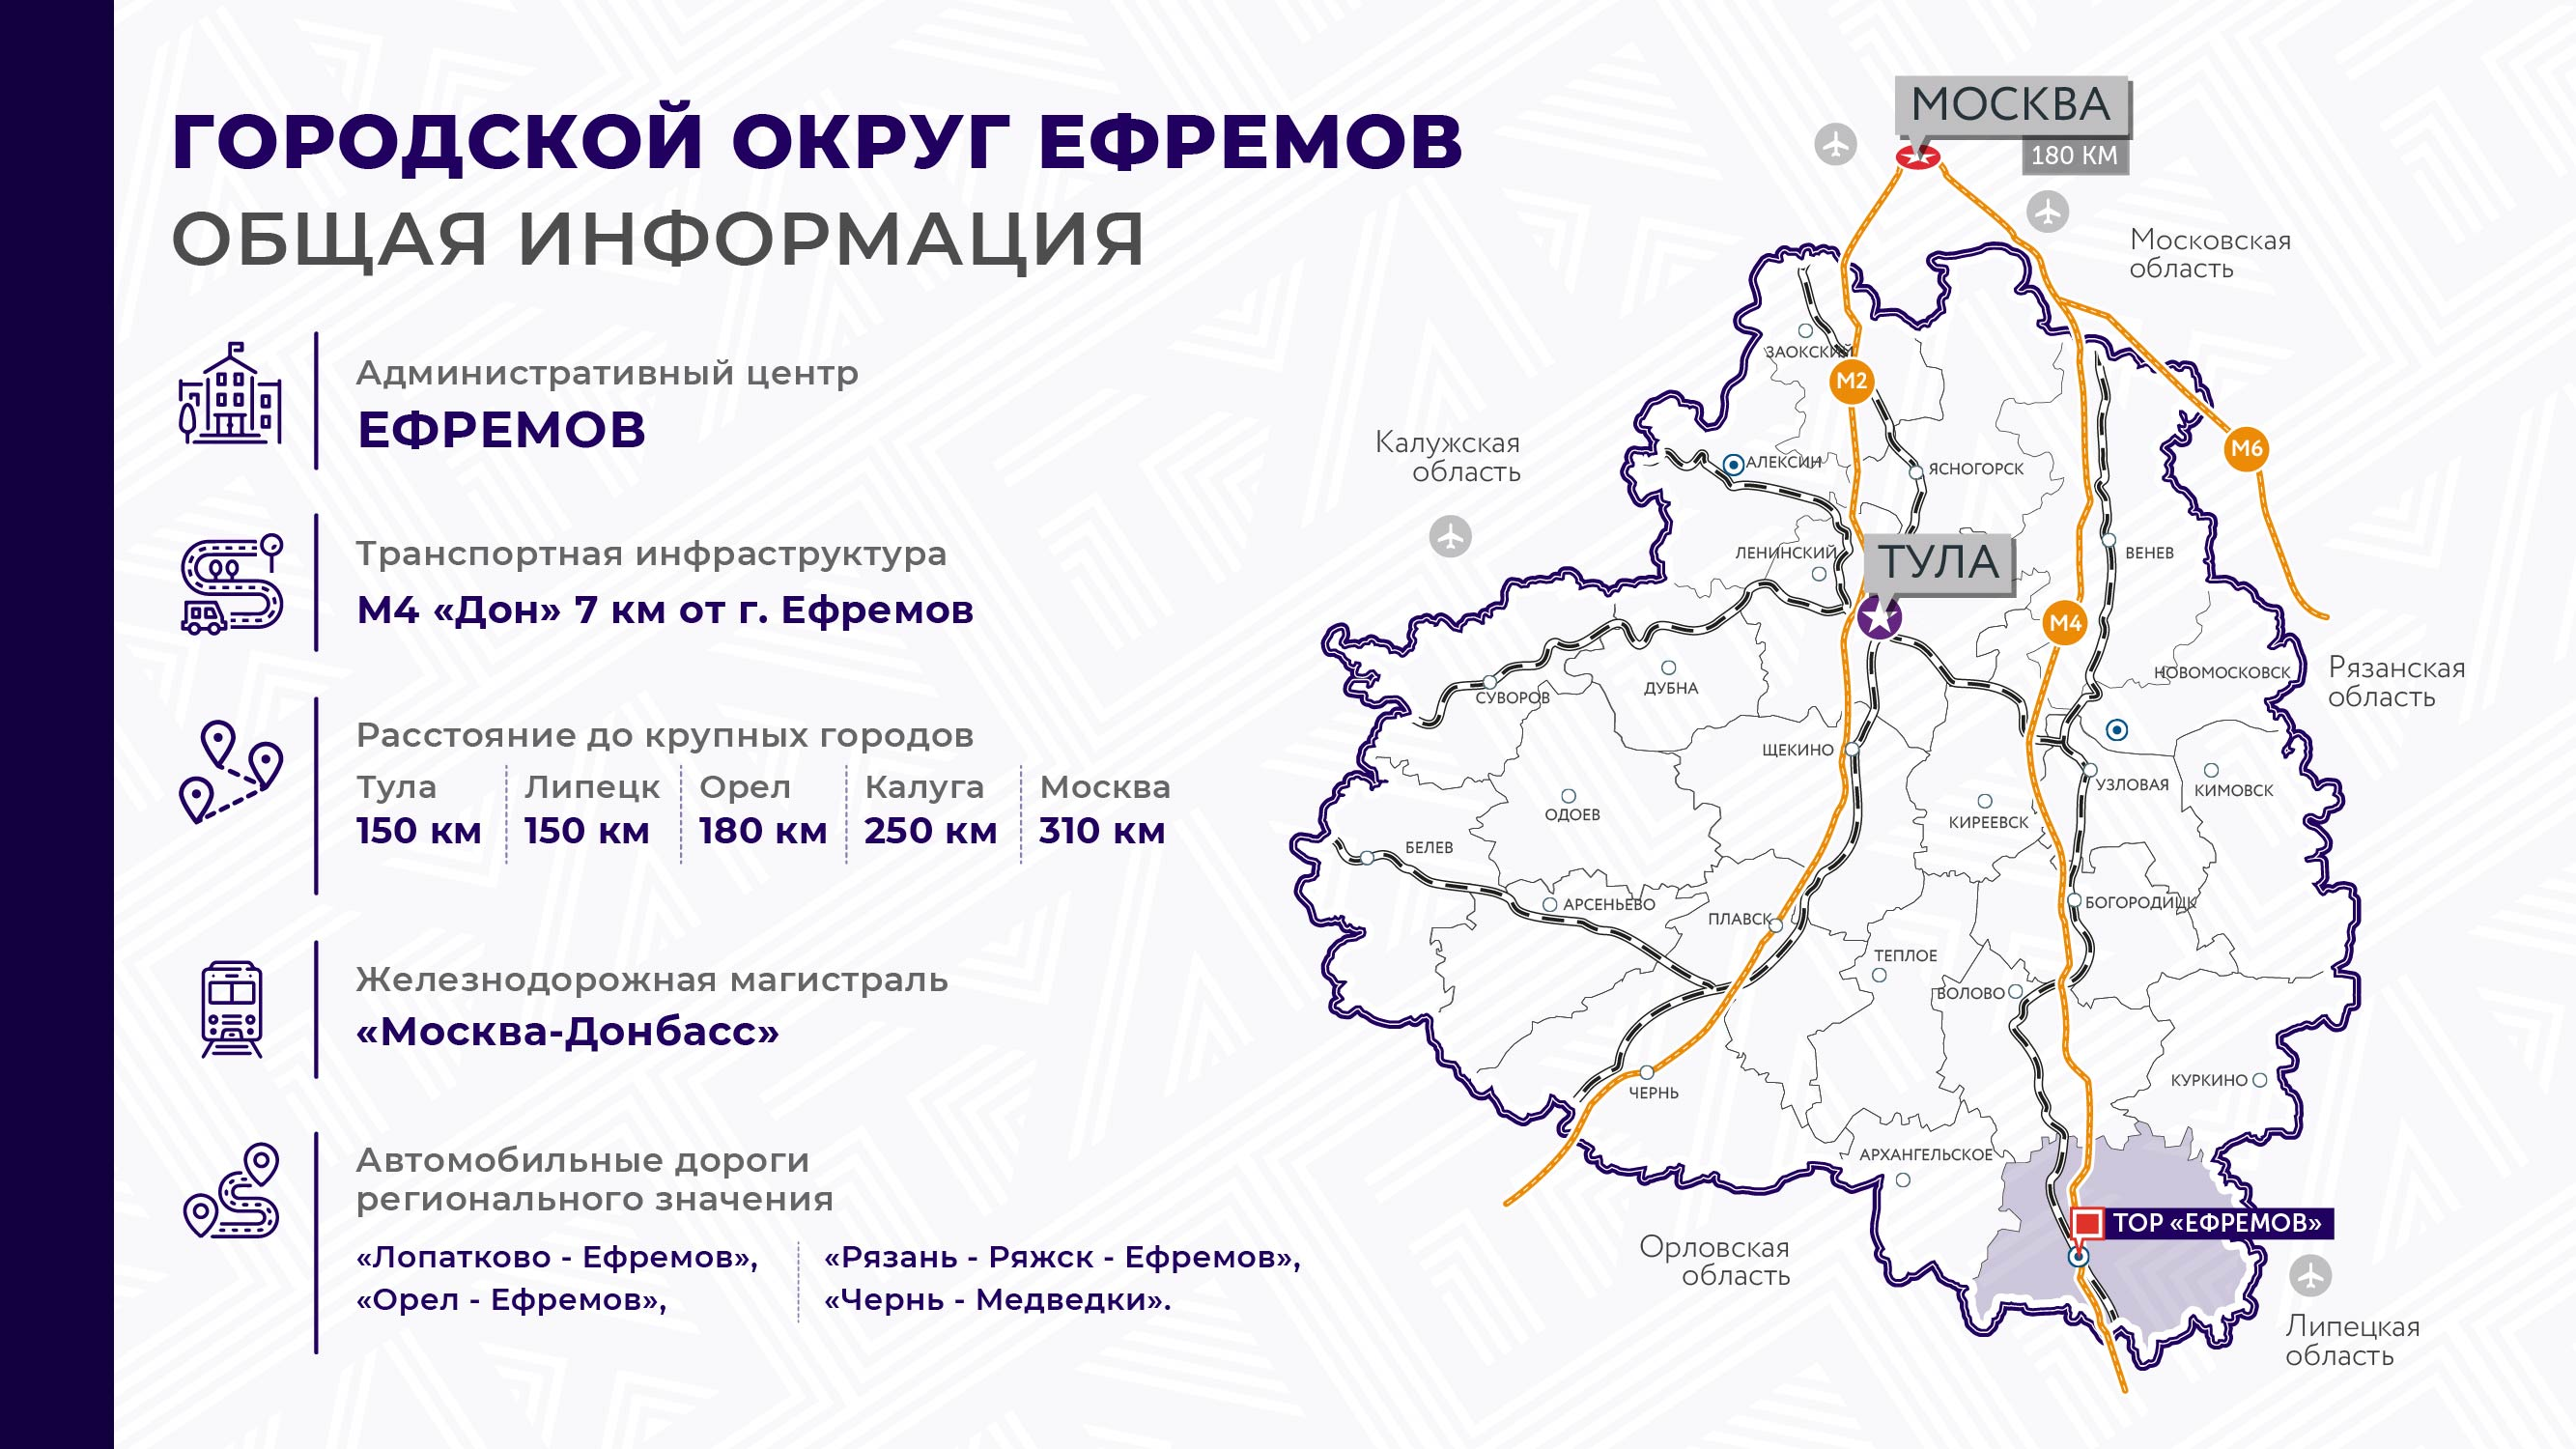 ГОРОДСКОЙ ОКРУГ ЕФРЕМОВ
ОБЩАЯ ИНФОРМАЦИЯ
Административный центр
ЕФРЕМОВ
Транспортная инфраструктура
М4 «Дон» 7 км от г. Ефремов
Расстояние до крупных городов
Тула
150 км
Липецк
150 км
Орел
180 км
Калуга
250 км
Москва
310 км
Железнодорожная магистраль
«Москва-Донбасс»
Автомобильные дороги
регионального значения
«Лопатково - Ефремов»,
«Орел - Ефремов»,
«Рязань - Ряжск - Ефремов»,
«Чернь - Медведки».
МОСКВА
180 КМ
Московская
область
ЗАОКСКИЙ
М2
Калужская
область
АЛЕКСИН
ЯСНОГОРСК
М6
ЛЕНИНСКИЙ
ТУЛА
ВЕНЕВ
М4
НОВОМОСКОВСК
Рязанская
область
СУВОРОВ
ДУБНА
ЩЕКИНО
УЗЛОВАЯ
КИМОВСК
ОДОЕВ
КИРЕЕВСК
БЕЛЕВ
АРСЕНЬЕВО
ПЛАВСК
БОГОРОДИЦК
ТЕПЛОЕ
ВОЛОВО
КУРКИНО
ЧЕРНЬ
АРХАНГЕЛЬСКОЕ
ТОР «ЕФРЕМОВ»
Орловская
область
Липецкая
область